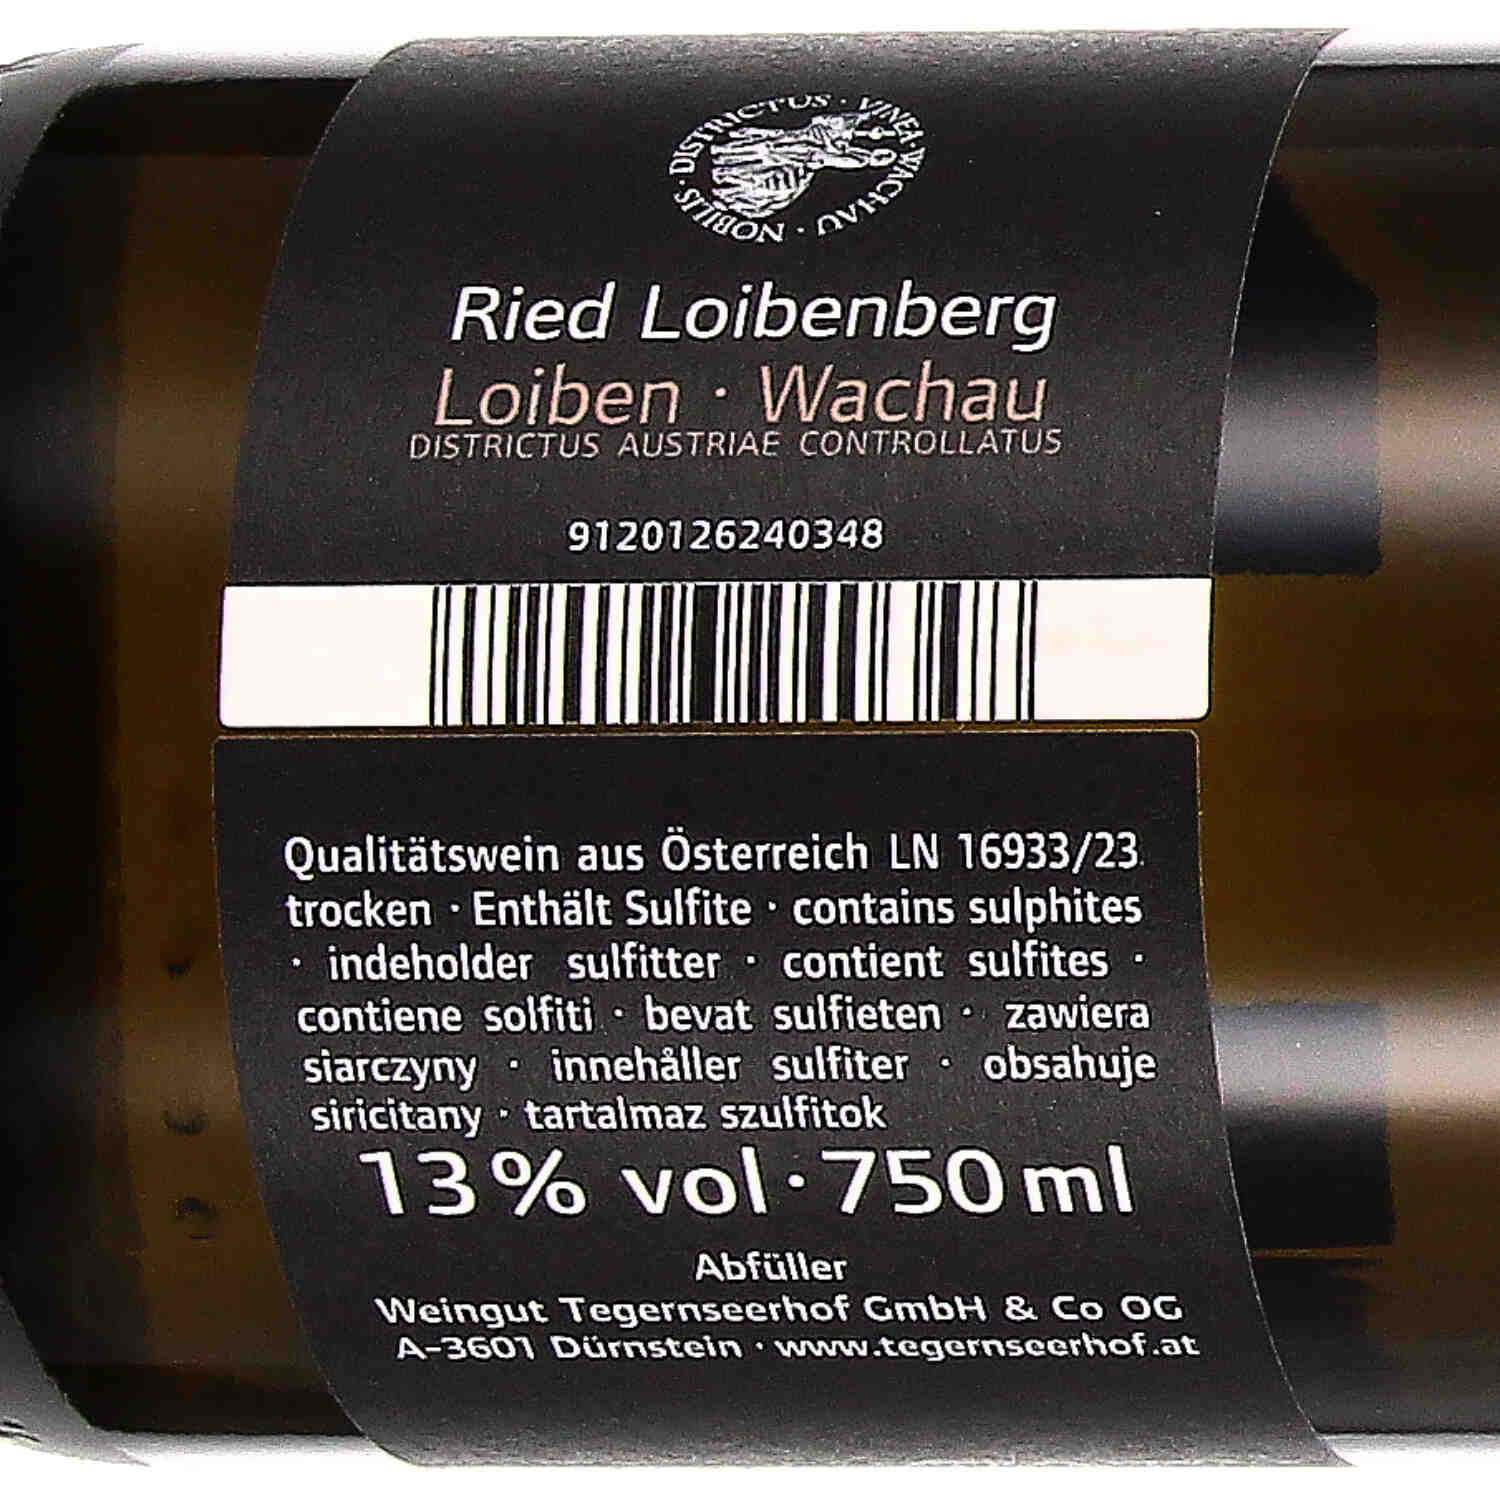 DISTRICTUS · VINEA · WACHAU · NOBILIS ·
Ried Loibenberg
Loiben · Wachau
DISTRICTUS AUSTRIAE CONTROLLATUS
9120126240348
Qualitätswein aus Österreich LN 16933/23
trocken · Enthält Sulfite · contains sulphites
· indeholder sulfitter · contient sulfites ·
contiene solfiti · bevat sulfieten · zawiera
siarczyny · innehåller sulfiter · obsahuje
siricitany · tartalmaz szulfitok
13% vol · 750 ml
Abfüller
Weingut Tegernseerhof GmbH & Co OG
A-3601 Dürnstein · www.tegernseerhof.at